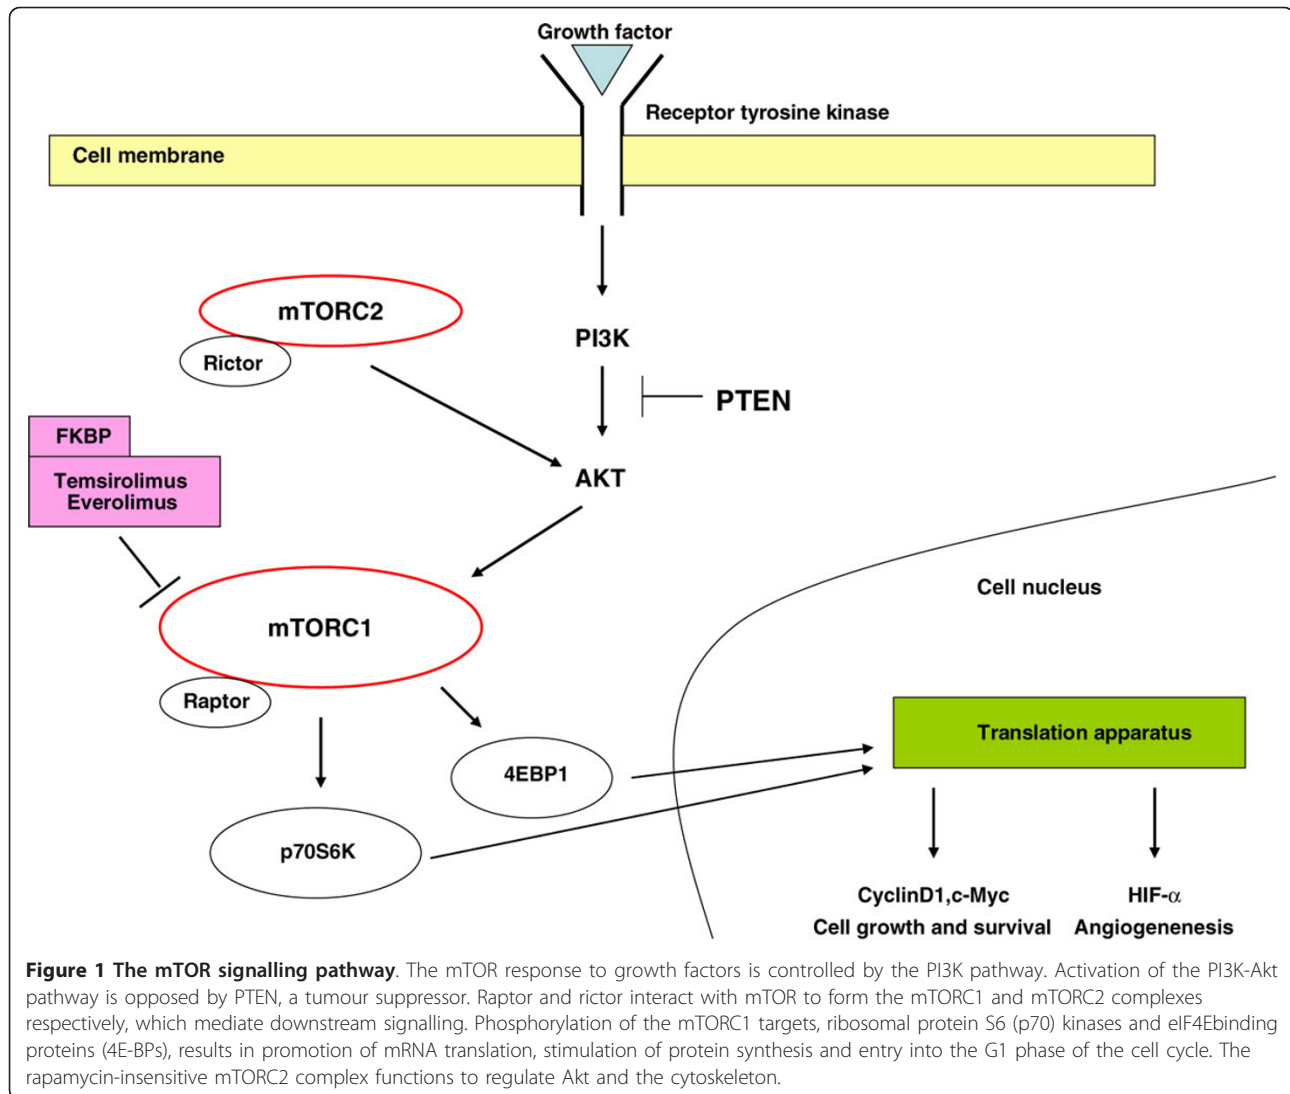 Growth factor
Receptor tyrosine kinase
Cell membrane
mTORC2
Rictor
PI3K
PTEN
FKBP
Temsirolimus
Everolimus
AKT
Cell nucleus
mTORC1
Raptor
4EBP1
Translation apparatus
p70S6K
CyclinD1,c-Myc
Cell growth and survival
HIF-α
Angiogenenesis
Figure 1 The mTOR signalling pathway. The mTOR response to growth factors is controlled by the PI3K pathway. Activation of the PI3K-Akt
pathway is opposed by PTEN, a tumour suppressor. Raptor and rictor interact with mTOR to form the mTORC1 and mTORC2 complexes
respectively, which mediate downstream signalling. Phosphorylation of the mTORC1 targets, ribosomal protein S6 (p70) kinases and eIF4Ebinding
proteins (4E-BPs), results in promotion of mRNA translation, stimulation of protein synthesis and entry into the G1 phase of the cell cycle. The
rapamycin-insensitive mTORC2 complex functions to regulate Akt and the cytoskeleton.